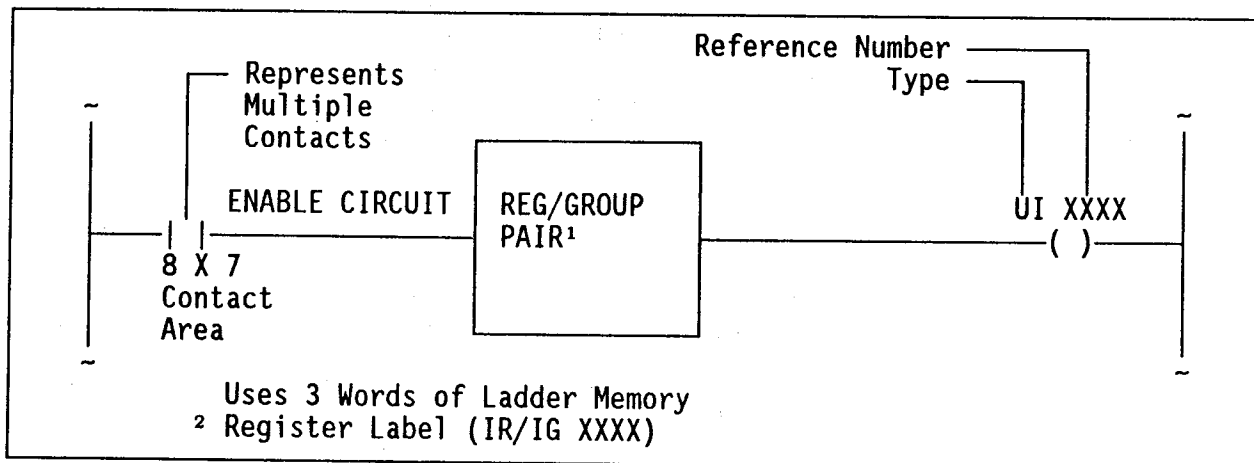 Reference Number
Type
Represents
Multiple
Contacts
~
~
ENABLE CIRCUIT
REG/GROUP
PAIR¹
UI XXXX
| |
( )
8 X 7
Contact
Area
~
~
Uses 3 Words of Ladder Memory
² Register Label (IR/IG XXXX)